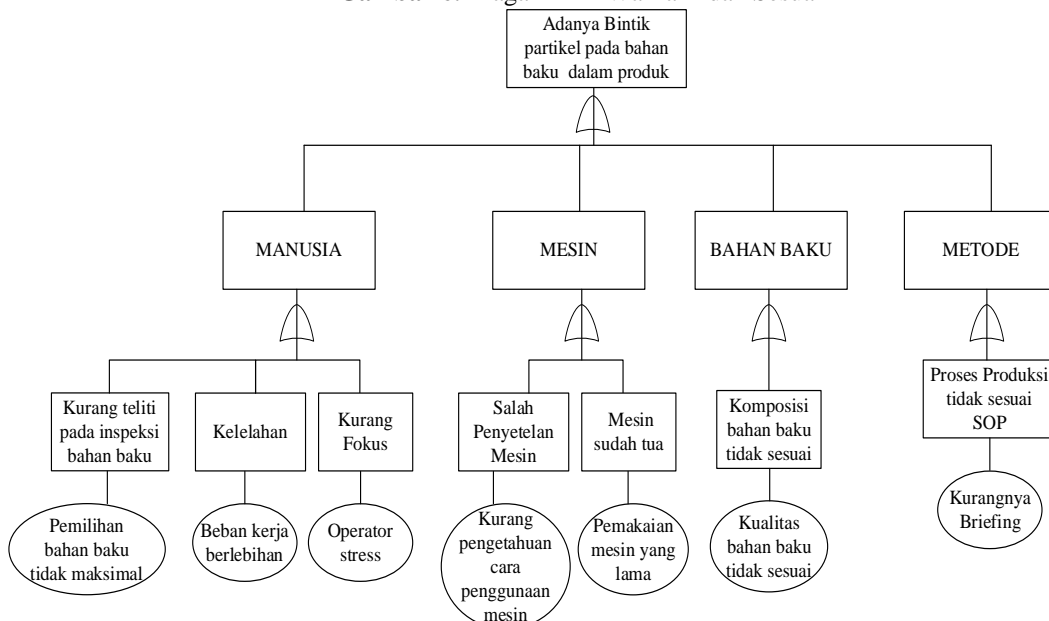 Adanya Bintik
partikel pada bahan
baku dalam produk
MANUSIA
MESIN
BAHAN BAKU
METODE
Kurang teliti
pada inspeksi
bahan baku
Kelelahan
Kurang
Fokus
Salah
Penyetelan
Mesin
Mesin
sudah tua
Komposisi
bahan baku
tidak sesuai
Proses Produksi
tidak sesuai
SOP
Pemilihan
bahan baku
tidak maksimal
Beban kerja
berlebihan
Operator
stress
Kurang
pengetahuan
cara
penggunaan
mesin
Pemakaian
mesin yang
lama
Kualitas
bahan baku
tidak sesuai
Kurangnya
Briefing